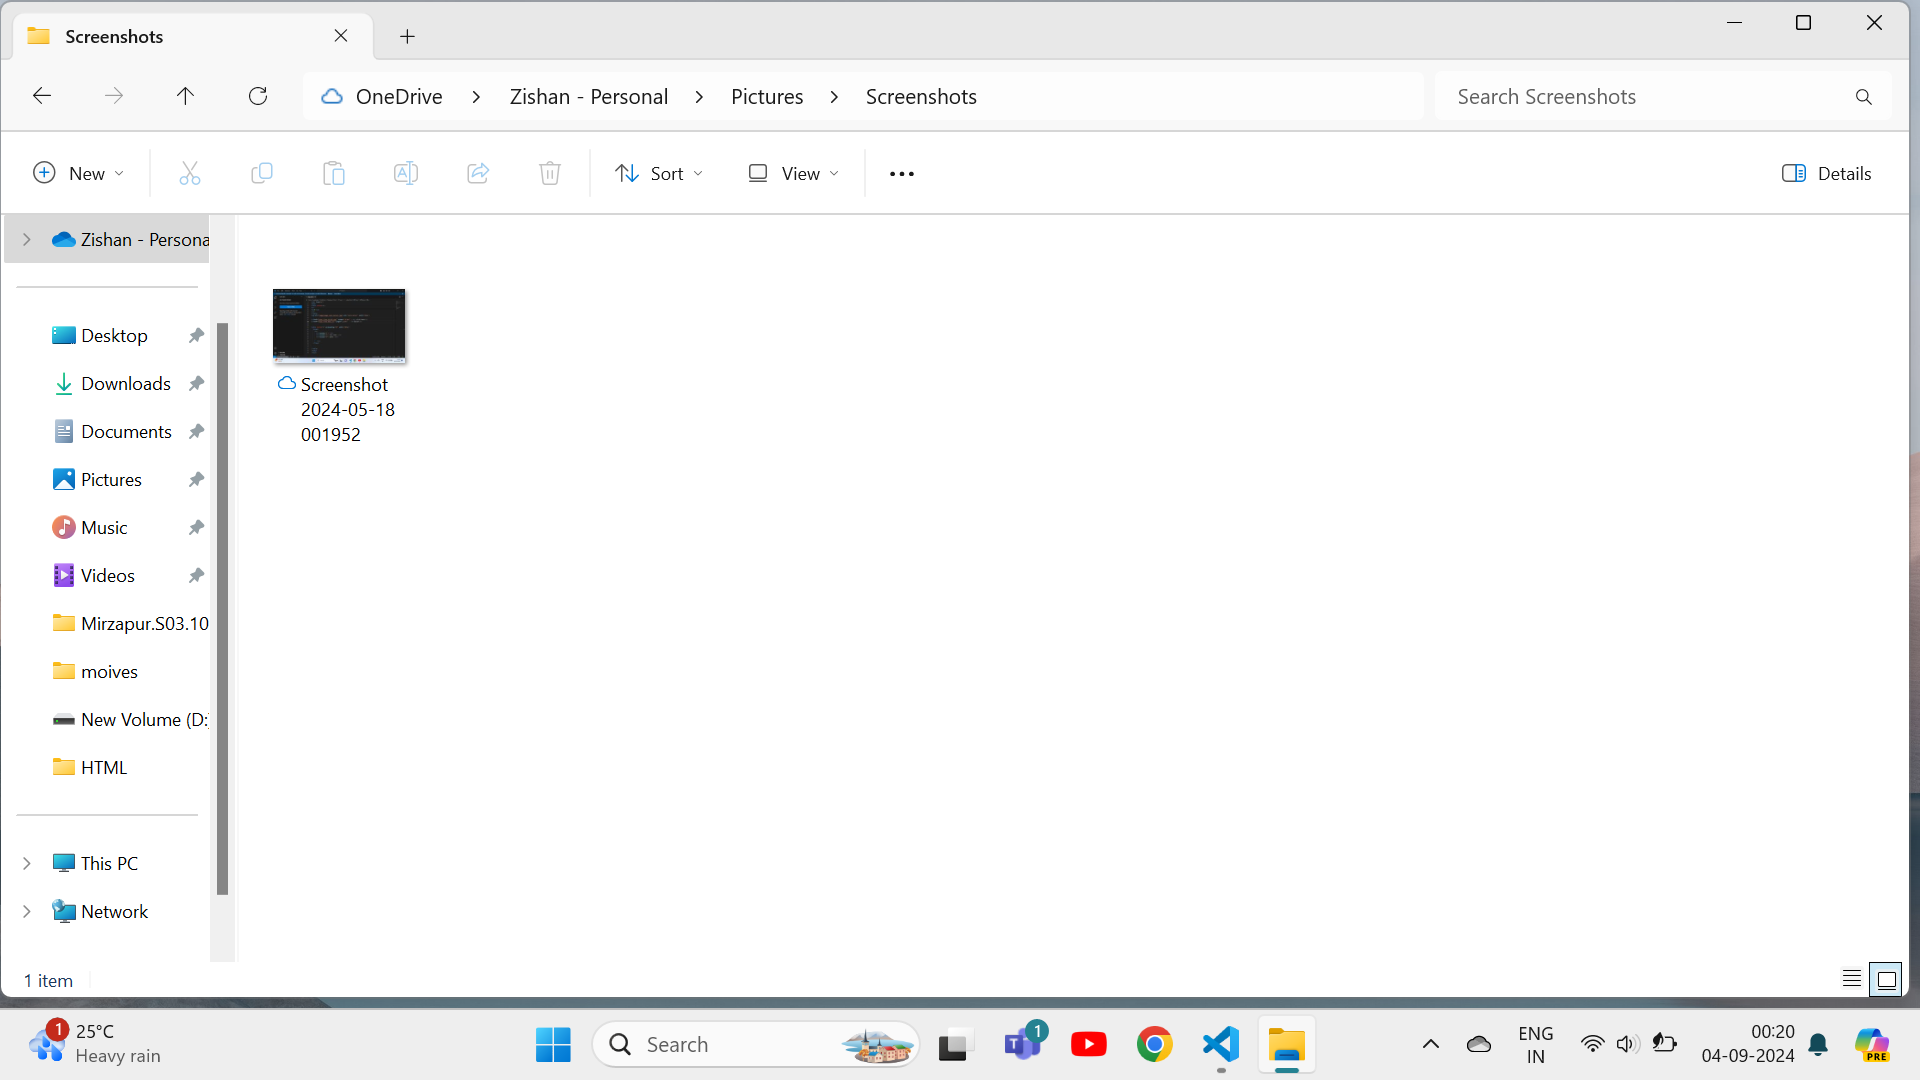 Screenshots
OneDrive > Zishan - Personal > Pictures > Screenshots
Search Screenshots
New
Sort
View
Details
Zishan - Persona
Desktop
Downloads
Documents
Pictures
Music
Videos
Mirzapur.S03.10
moives
New Volume (D:
HTML
This PC
Network
Screenshot
2024-05-18
001952
1 item
1
25°C
Heavy rain
Search
1
ENG
IN
00:20
04-09-2024
PRE